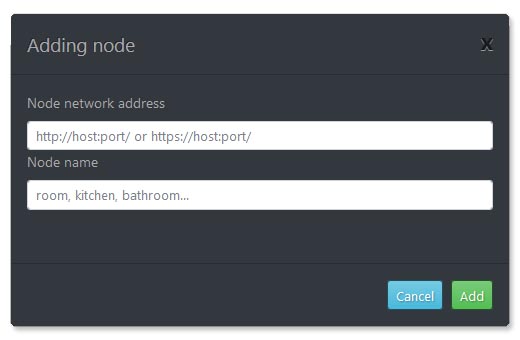 Adding node
X
Node network address
http://host:port/ or https://host:port/
Node name
room, kitchen, bathroom...
Cancel
Add